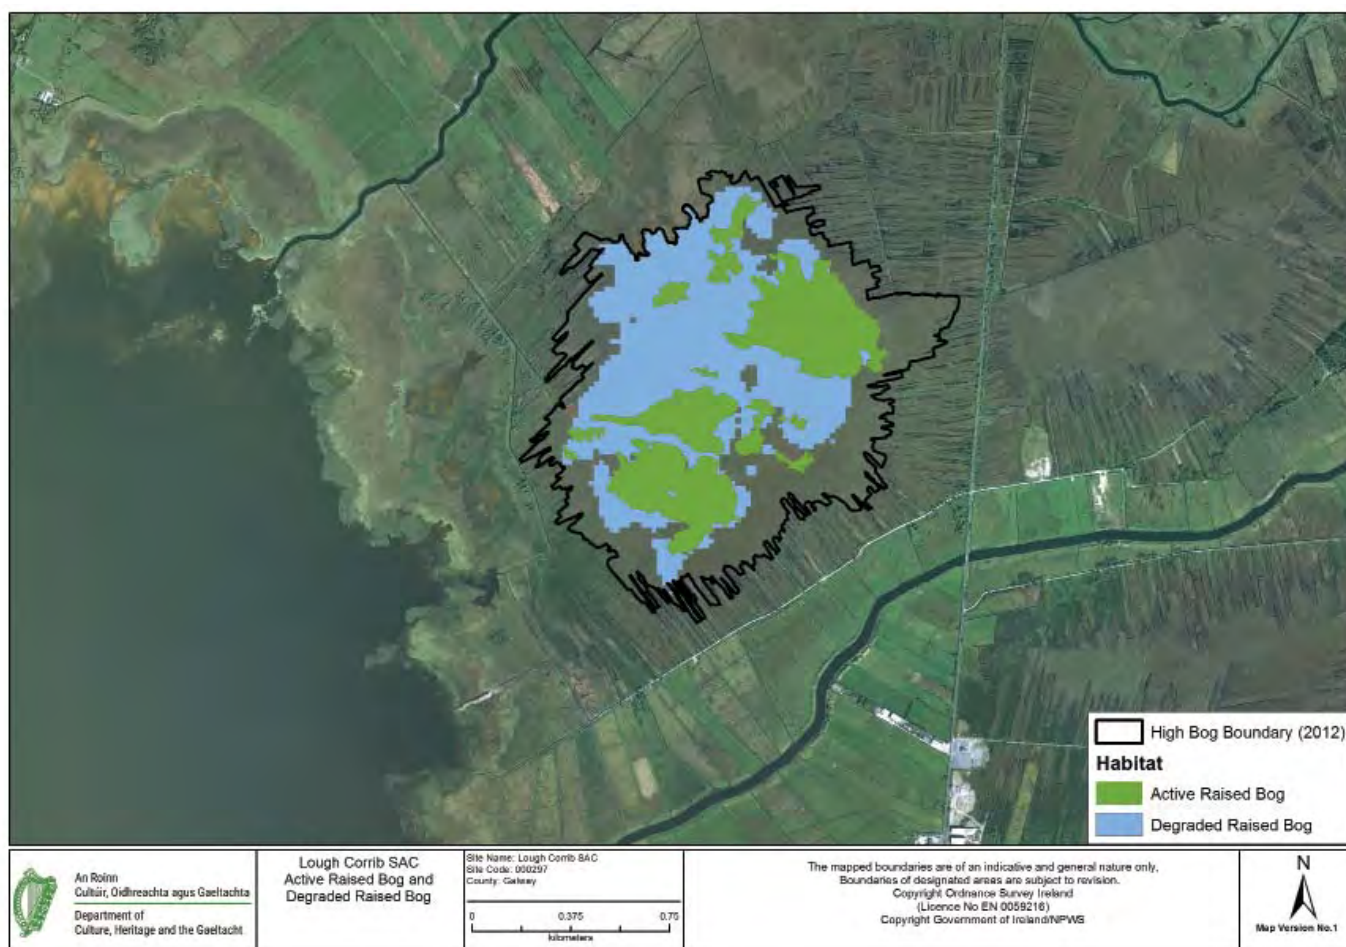 High Bog Boundary (2012)
Habitat
Active Raised Bog
Degraded Raised Bog
An Roinn
Cultúir, Oidhreachta agus Gaeltachta
Department of
Culture, Heritage and the Gaeltacht
Lough Corrib SAC
Active Raised Bog and
Degraded Raised Bog
Site Name: Lough Corrib SAC
Site Code: 000297
County: Galway
0 0.375 0.75
kilometers
The mapped boundaries are of an indicative and general nature only,
Boundaries of designated areas are subject to revision.
Copyright Ordnance Survey Ireland
(Licence No EN 0059216)
Copyright Government of Ireland/NPWS
N
Map Version No.1